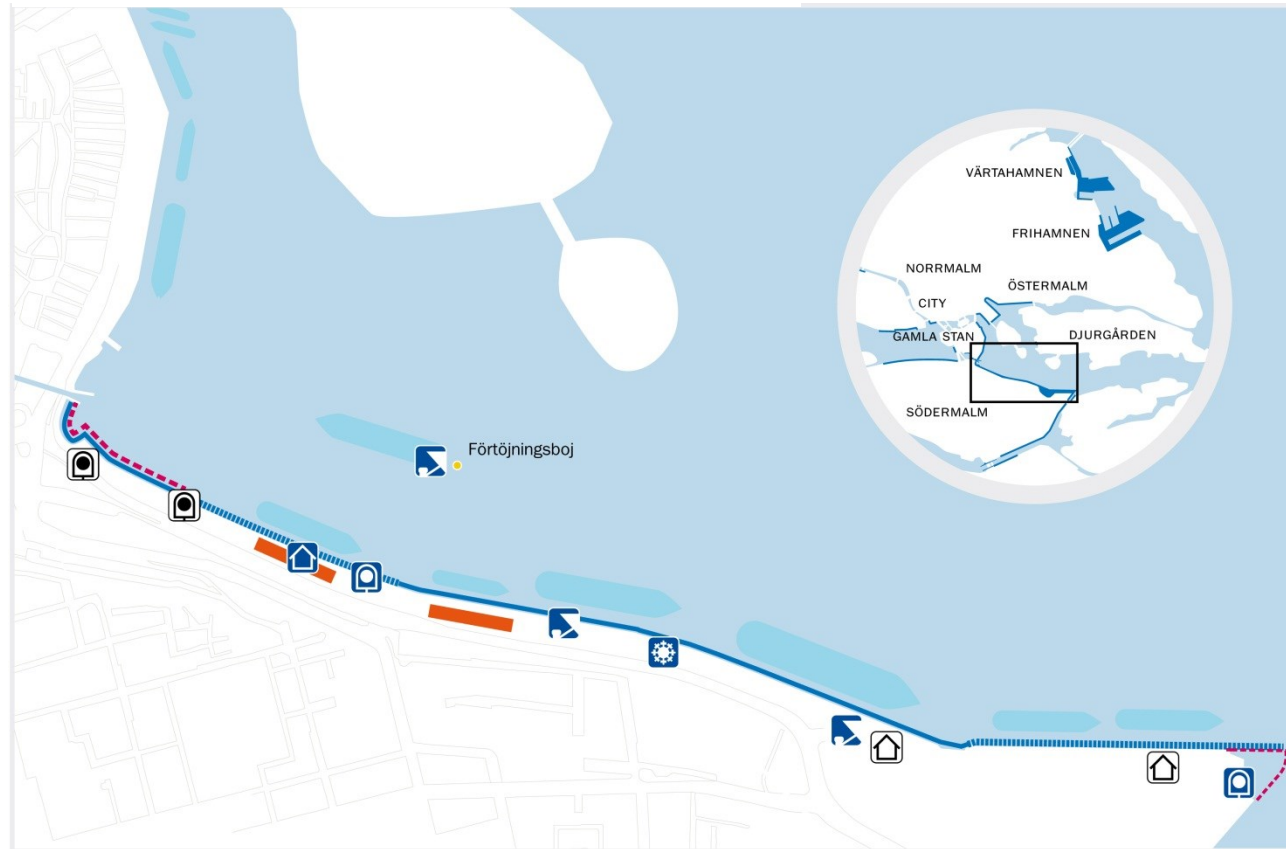 VÄRTAHAMNEN
FRIHAMNEN
NORRMALM
ÖSTERMALM
CITY
GAMLA STAN
DJURGÅRDEN
SÖDERMALM
Förtöjningsboj